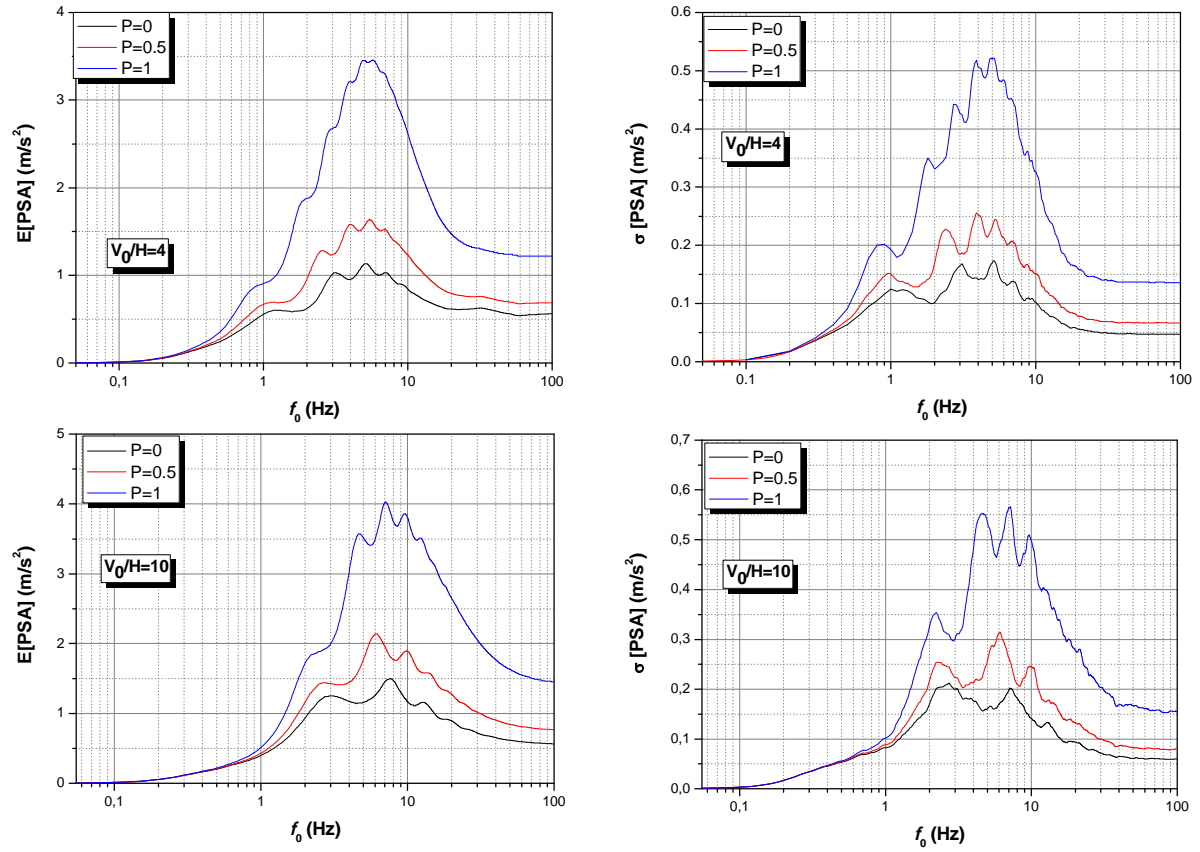 P=0
P=0.5
P=1
V0/H=4
E[PSA] (m/s²)
4
3
2
1
0
0,1
1
10
100
f0 (Hz)
P=0
P=0.5
P=1
V0/H=4
σ [PSA] (m/s²)
0.6
0.5
0.4
0.3
0.2
0.1
0.0
0.1
1
10
100
f0 (Hz)
P=0
P=0.5
P=1
V0/H=10
E[PSA] (m/s²)
5
4
3
2
1
0
0,1
1
10
100
f0 (Hz)
P=0
P=0.5
P=1
V0/H=10
σ [PSA] (m/s²)
0,7
0,6
0,5
0,4
0,3
0,2
0,1
0,0
0,1
1
10
100
f0 (Hz)